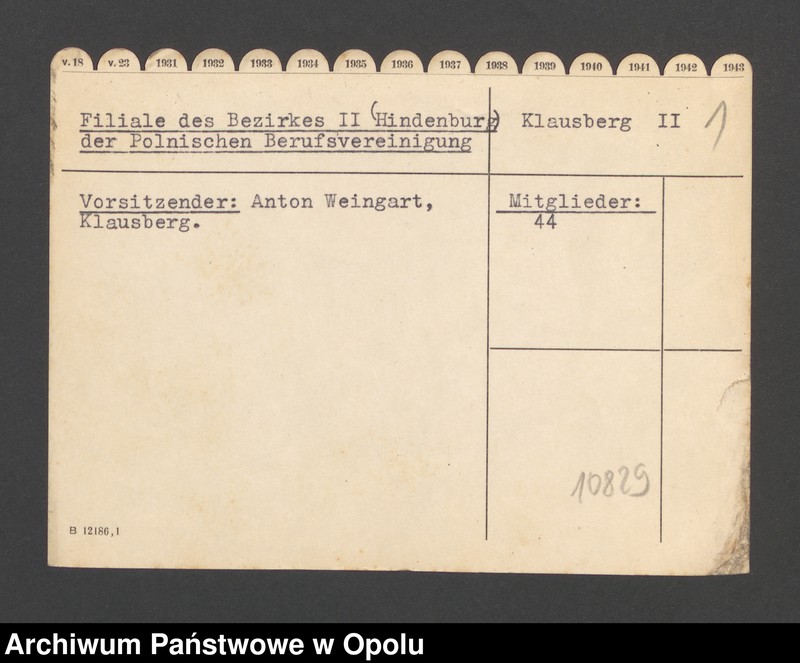 v. 18 v. 23 1931 1932 1933 1934 1935 1936 1937 1938 1939 1940 1941 1942 1943
Filiale des Bezirkes II (Hindenburg) Klausberg II 1
der Polnischen Berufsvereinigung
Vorsitzender: Anton Weingart,
Klausberg.
Mitglieder:
44
10829
B 12186,1
Archiwum Państwowe w Opolu